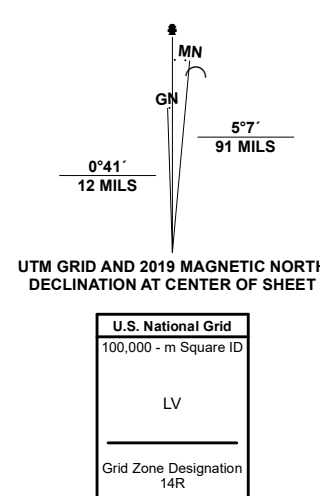 MN
GN
5°7´
91 MILS
0°41´
12 MILS
UTM GRID AND 2019 MAGNETIC NORTH
DECLINATION AT CENTER OF SHEET
U.S. National Grid
100,000 - m Square ID
LV
Grid Zone Designation
14R